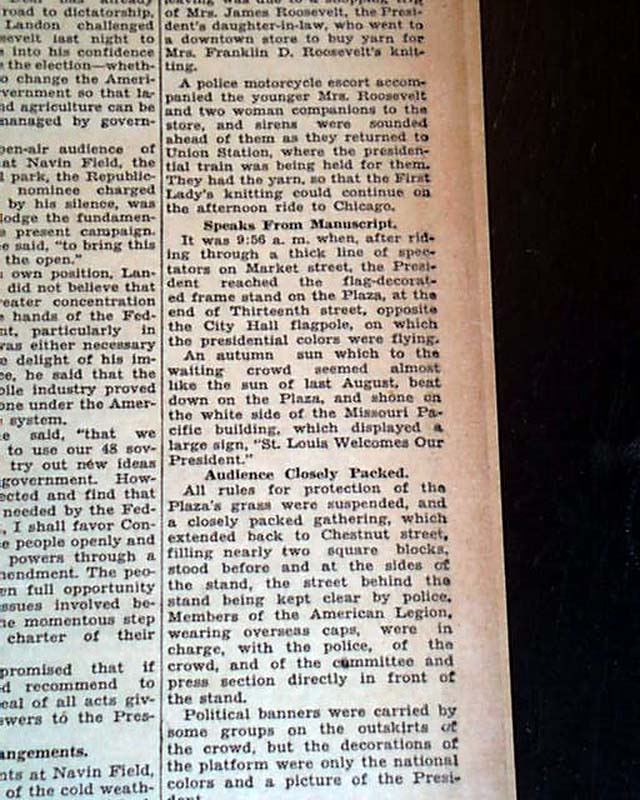 road to dictatorship,
Landon challenged
sevelt last night to
into his confidence
the election—wheth-
o change the Ameri-
vernment so that la-
nd agriculture can be
managed by govern-
pen-air audience of
at Navin Field, the
l park, the Republic-
nominee charged
by his silence, was
lodge the fundamen-
e present campaign.
e said, "to bring this
the open."
own position, Lan-
did not believe that
eater concentration
e hands of the Fed-
nt, particularly in
was either necessary
e delight of his im-
ce, he said that the
bile industry proved
one under the Amer-
system.
e said, "that we
to use our 48 sov-
try out new ideas
government. How-
ected and find that
needed by the Fed-
, I shall favor Con-
e people openly and
powers through a
mendment. The peo-
en full opportunity
ssues involved be-
he momentous step
charter of their
promised that if
d recommend to
eal of all acts giv-
wers to the Pres-
angements.
nts at Navin Field,
of the cold weath-
of Mrs. James Roosevelt, the Presi-
dent's daughter-in-law, who went to
a downtown store to buy yarn for
Mrs. Franklin D. Roosevelt's knit-
ting.
A police motorcycle escort accom-
panied the younger Mrs. Roosevelt
and two woman companions to the
store, and sirens were sounded
ahead of them as they returned to
Union Station, where the presiden-
tial train was being held for them.
They had the yarn, so that the First
Lady's knitting could continue on
the afternoon ride to Chicago.
Speaks From Manuscript.
It was 9:56 a. m. when, after rid-
ing through a thick line of spec-
tators on Market street, the Presi-
dent reached the flag-decorat-
ed frame stand on the Plaza, at the
end of Thirteenth street, opposite
the City Hall flagpole, on which
the presidential colors were flying.
An autumn sun which to the
waiting crowd seemed almost
like the sun of last August, beat
down on the Plaza, and shone on
the white side of the Missouri Pa-
cific building, which displayed a
large sign, "St. Louis Welcomes Our
President."
Audience Closely Packed.
All rules for protection of the
Plaza's grass were suspended, and
a closely packed gathering, which
extended back to Chestnut street,
filling nearly two square blocks,
stood before and at the sides of
the stand, the street behind the
stand being kept clear by police.
Members of the American Legion,
wearing overseas caps, were in
charge, with the police, of the
crowd, and of the committee and
press section directly in front of
the stand.
Political banners were carried by
some groups on the outskirts of
the crowd, but the decorations of
the platform were only the national
colors and a picture of the Presi-